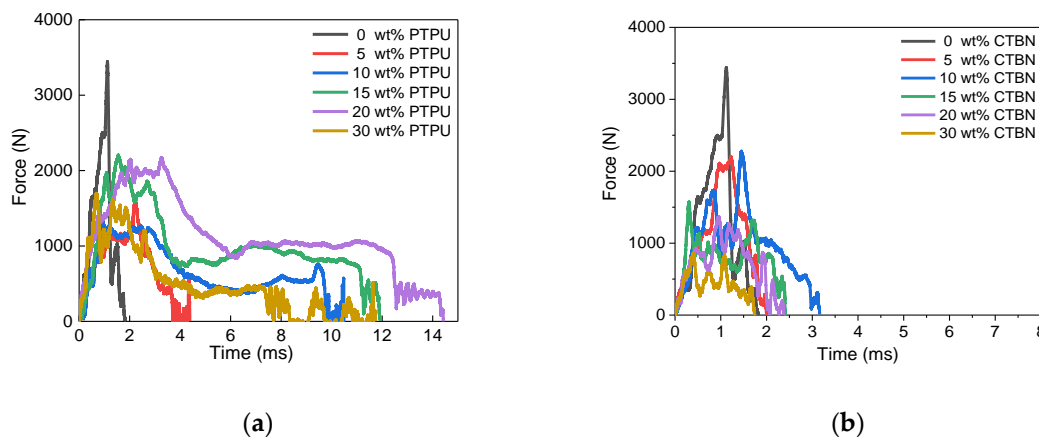 4000
3000
2000
1000
0
Force (N)
0 2 4 6 8 10 12 14
Time (ms)
0 wt% PTPU
5 wt% PTPU
10 wt% PTPU
15 wt% PTPU
20 wt% PTPU
30 wt% PTPU
(a)
4000
3000
2000
1000
0
Force (N)
0 1 2 3 4 5 6 7 8
Time (ms)
0 wt% CTBN
5 wt% CTBN
10 wt% CTBN
15 wt% CTBN
20 wt% CTBN
30 wt% CTBN
(b)